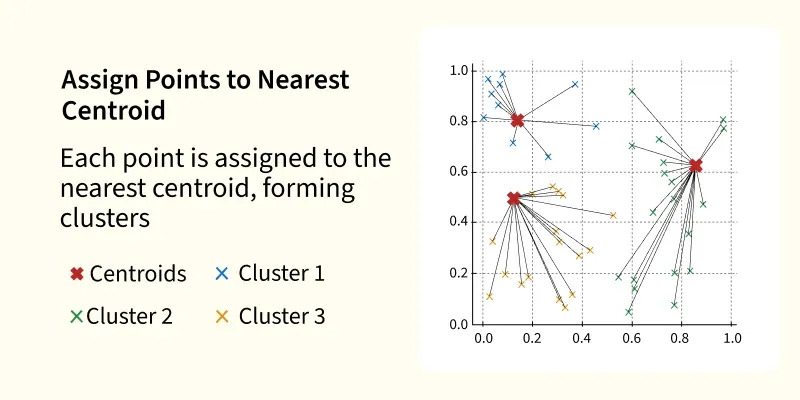 Assign Points to Nearest
Centroid
Each point is assigned to the
nearest centroid, forming
clusters
Centroids
Cluster 1
Cluster 2
Cluster 3
1.0
0.8
0.6
0.4
0.2
0.0
0.0 0.2 0.4 0.6 0.8 1.0